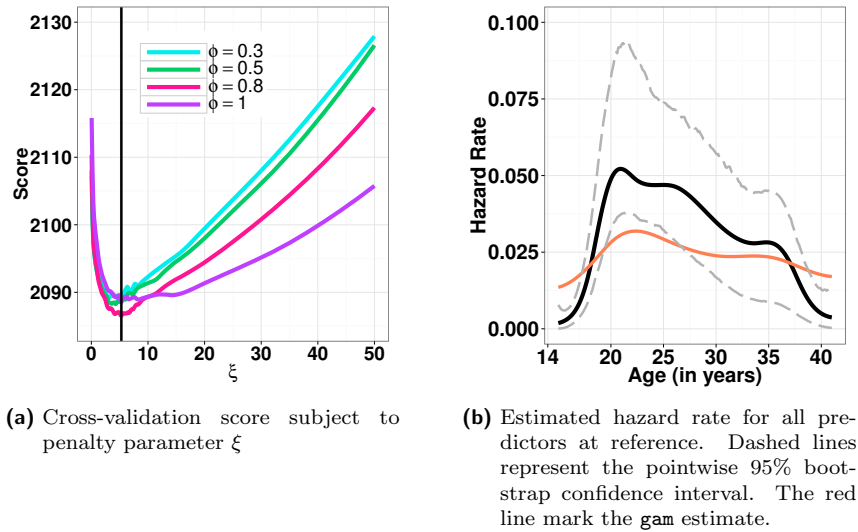 2130
2120
2110
2100
2090
Score
ϕ = 0.3
ϕ = 0.5
ϕ = 0.8
ϕ = 1
0 10 20 30 40 50
ξ
(a) Cross-validation score subject to
penalty parameter ξ
0.100
0.075
0.050
0.025
0.000
Hazard Rate
14 20 25 30 35 40
Age (in years)
(b) Estimated hazard rate for all pre-
dictors at reference. Dashed lines
represent the pointwise 95% boot-
strap confidence interval. The red
line mark the gam estimate.